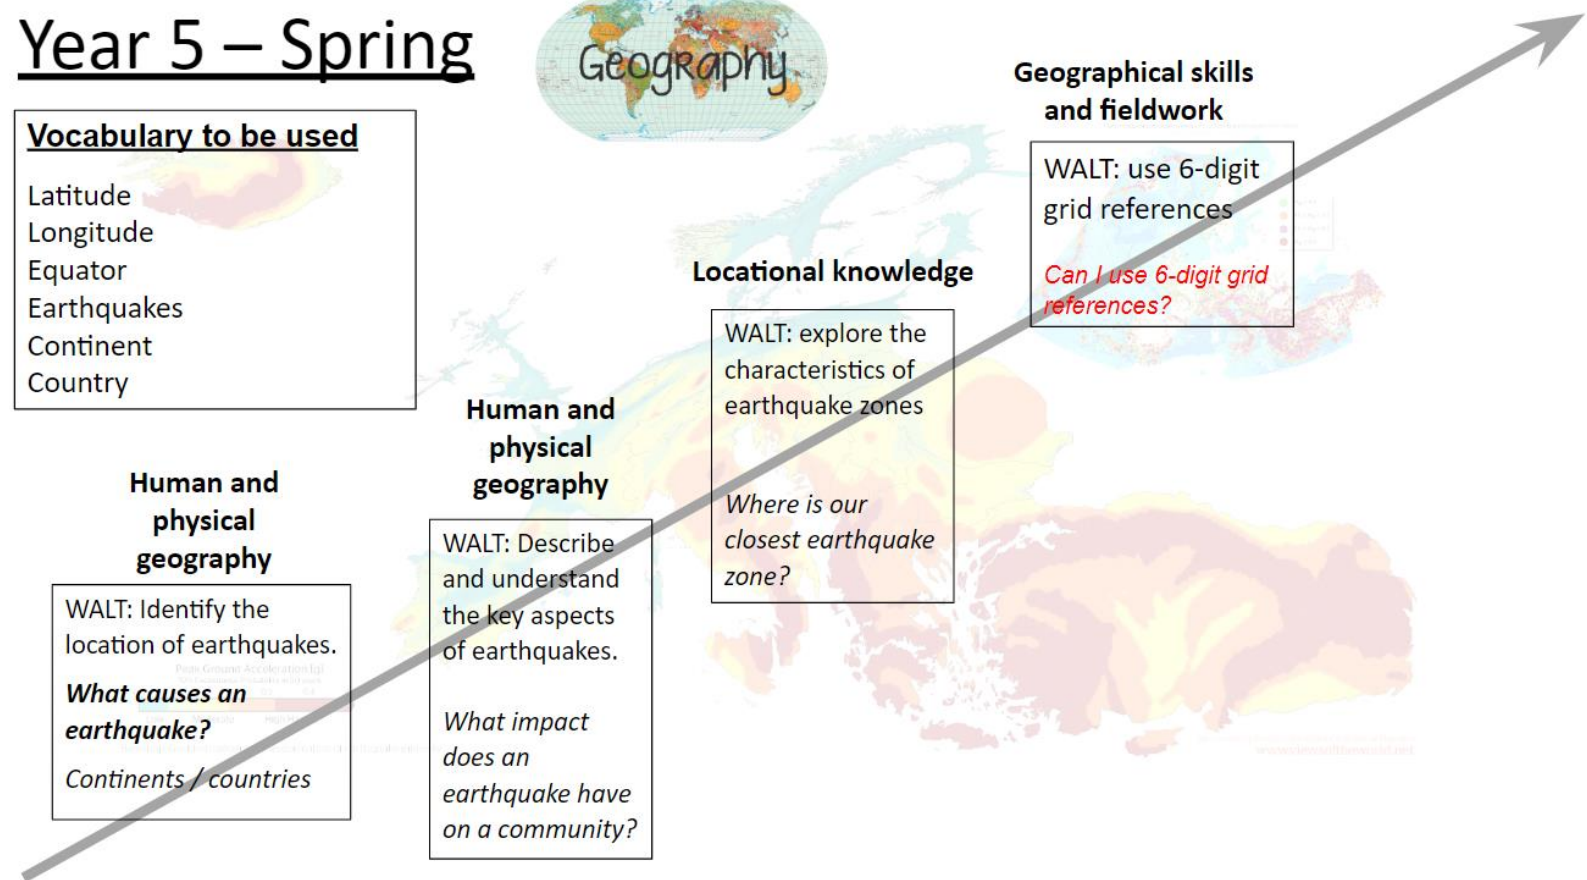 Year 5 – Spring
Geography
Vocabulary to be used
Latitude
Longitude
Equator
Earthquakes
Continent
Country
Human and
physical
geography
WALT: Identify the
location of earthquakes.
What causes an
earthquake?
Continents / countries
Human and
physical
geography
WALT: Describe
and understand
the key aspects
of earthquakes.
What impact
does an
earthquake have
on a community?
Locational knowledge
WALT: explore the
characteristics of
earthquake zones
Where is our
closest earthquake
zone?
Geographical skills
and fieldwork
WALT: use 6-digit
grid references
Can I use 6-digit grid
references?
Peak Ground Acceleration [g]